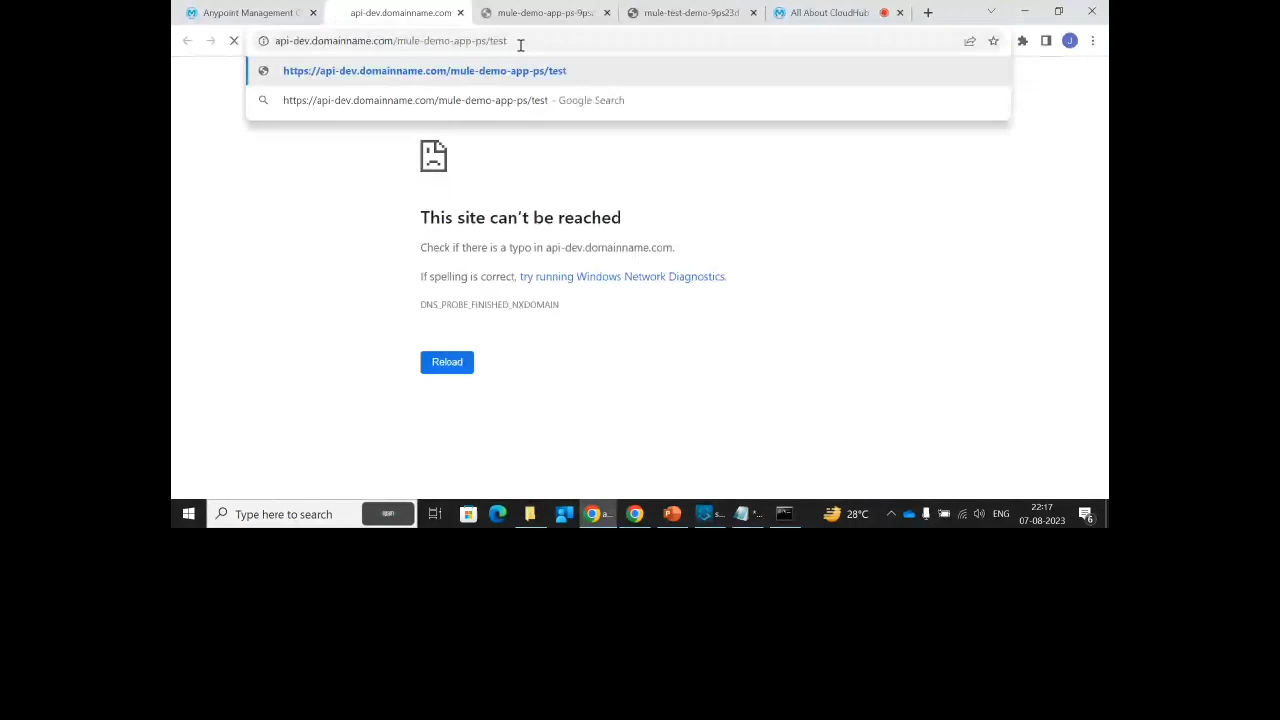 Anypoint Management C
api-dev.domainname.com
mule-demo-app-ps-9ps
mule-test-demo-9ps23d
All About CloudHub
api-dev.domainname.com/mule-demo-app-ps/test
J
https://api-dev.domainname.com/mule-demo-app-ps/test
https://api-dev.domainname.com/mule-demo-app-ps/test - Google Search
This site can't be reached
Check if there is a typo in api-dev.domainname.com.
If spelling is correct, try running Windows Network Diagnostics.
DNS_PROBE_FINISHED_NXDOMAIN
Reload
Type here to search
28°C
ENG
22:17
07-08-2023
6